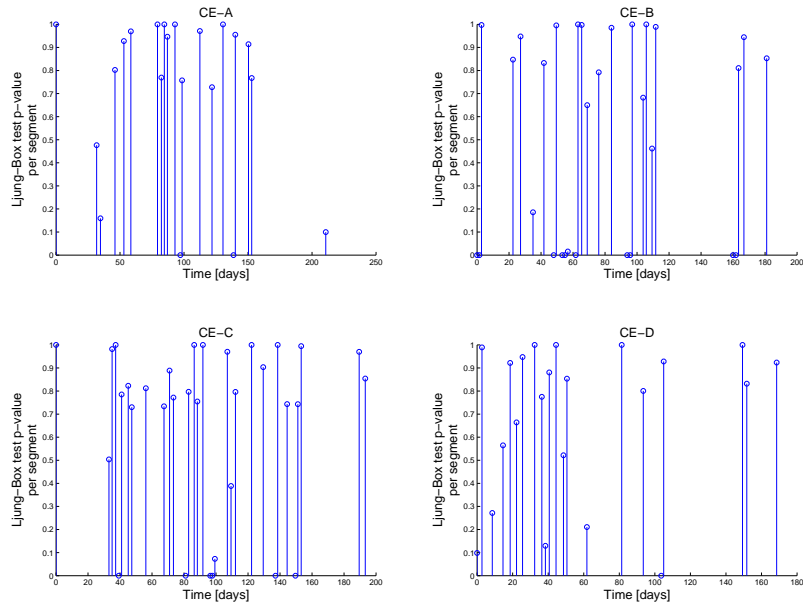 CE-A
Ljung-Box test p-value
per segment
1
0.9
0.8
0.7
0.6
0.5
0.4
0.3
0.2
0.1
0
0 50 100 150 200 250
Time [days]
CE-B
Ljung-Box test p-value
per segment
1
0.9
0.8
0.7
0.6
0.5
0.4
0.3
0.2
0.1
0
0 20 40 60 80 100 120 140 160 180 200
Time [days]
CE-C
Ljung-Box test p-value
per segment
1
0.9
0.8
0.7
0.6
0.5
0.4
0.3
0.2
0.1
0
0 20 40 60 80 100 120 140 160 180 200
Time [days]
CE-D
Ljung-Box test p-value
per segment
1
0.9
0.8
0.7
0.6
0.5
0.4
0.3
0.2
0.1
0
0 20 40 60 80 100 120 140 160 180
Time [days]